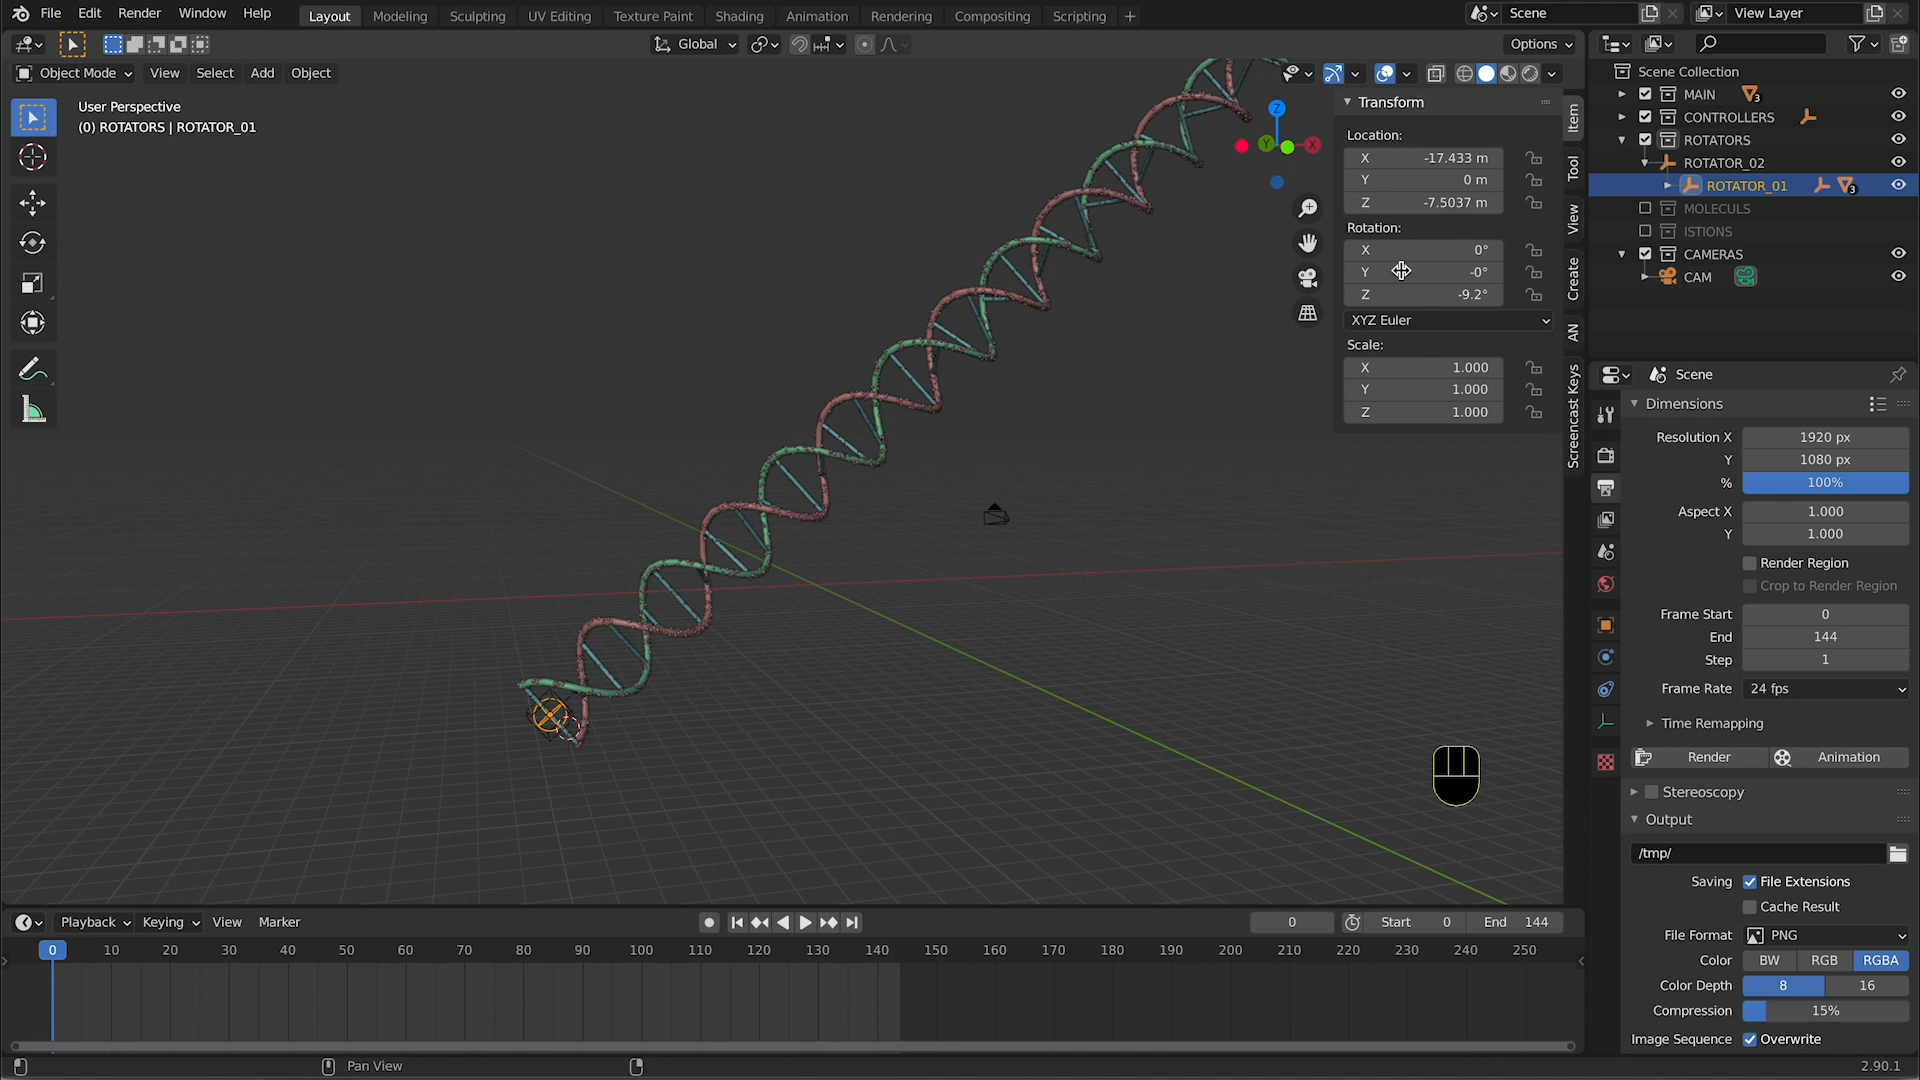 File Edit Render Window Help Layout Modeling Sculpting UV Editing Texture Paint Shading Animation Rendering Compositing Scripting + Scene View Layer
Global Options
Object Mode View Select Add Object
User Perspective
(0) ROTATORS | ROTATOR_01
Z
Y
X
Transform
Location:
X -17.433 m
Y 0 m
Z -7.5037 m
Rotation:
X 0°
Y -0°
Z -9.2°
XYZ Euler
Scale:
X 1.000
Y 1.000
Z 1.000
Item
Tool
View
Create
AN
Screencast Keys
Scene Collection
MAIN 3
CONTROLLERS
ROTATORS
ROTATOR_02
ROTATOR_01 3
MOLECULS
ISTIONS
CAMERAS
CAM
Scene
Dimensions
Resolution X 1920 px
Y 1080 px
% 100%
Aspect X 1.000
Y 1.000
Render Region
Crop to Render Region
Frame Start 0
End 144
Step 1
Frame Rate 24 fps
Time Remapping
Render Animation
Stereoscopy
Output
/tmp/
Saving File Extensions
Cache Result
File Format PNG
Color BW RGB RGBA
Color Depth 8 16
Compression 15%
Image Sequence Overwrite
Playback Keying View Marker 0 Start 0 End 144
0 10 20 30 40 50 60 70 80 90 100 110 120 130 140 150 160 170 180 190 200 210 220 230 240 250
Pan View 2.90.1